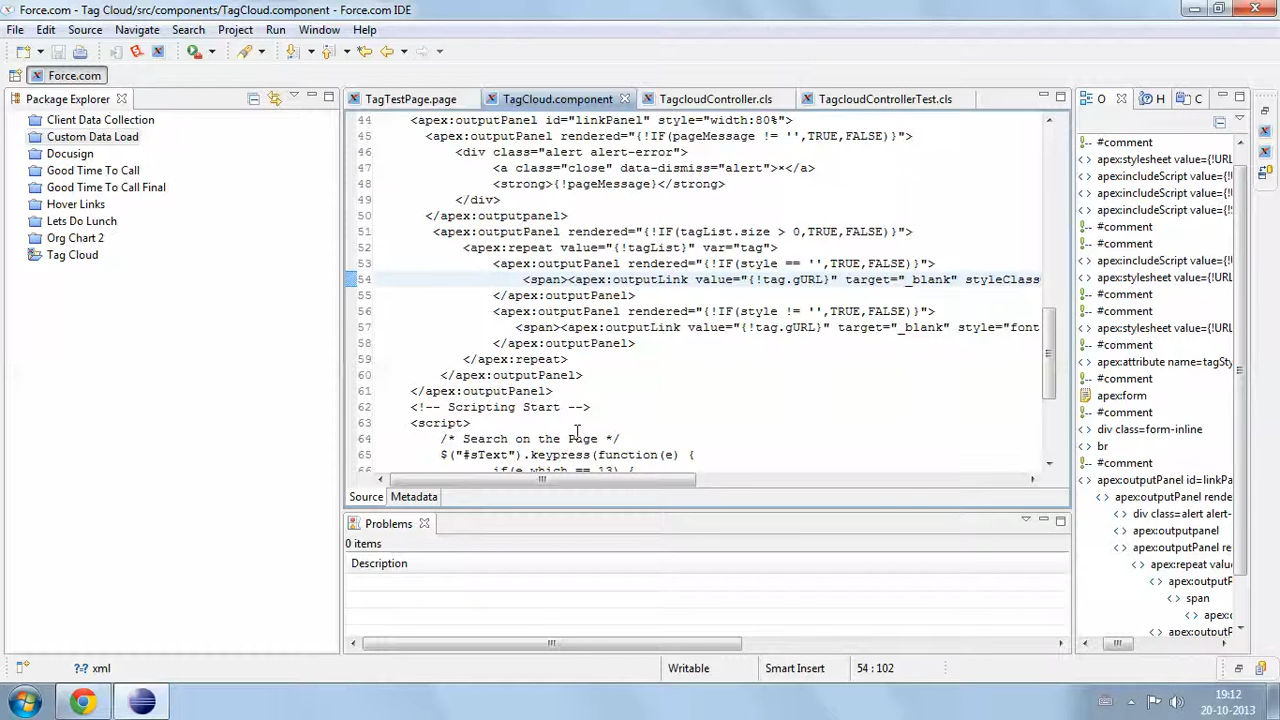 Force.com - Tag Cloud/src/components/TagCloud.component - Force.com IDE
File Edit Source Navigate Search Project Run Window Help
Force.com
Package Explorer
TagTestPage.page TagCloud.component TagcloudController.cls TagcloudControllerTest.cls
O H C
Client Data Collection
Custom Data Load
Docusign
Good Time To Call
Good Time To Call Final
Hover Links
Lets Do Lunch
Org Chart 2
Tag Cloud
44 <apex:outputPanel id="linkPanel" style="width:80%">
45 <apex:outputPanel rendered="{!IF(pageMessage != '',TRUE,FALSE)}">
46 <div class="alert alert-error">
47 <a class="close" data-dismiss="alert">×</a>
48 <strong>{!pageMessage}</strong>
49 </div>
50 </apex:outputpanel>
51 <apex:outputPanel rendered="{!IF(tagList.size > 0,TRUE,FALSE)}">
52 <apex:repeat value="{!tagList}" var="tag">
53 <apex:outputPanel rendered="{!IF(style == '',TRUE,FALSE)}">
54 <span><apex:outputLink value="{!tag.gURL}" target="_blank" styleClass
55 </apex:outputPanel>
56 <apex:outputPanel rendered="{!IF(style != '',TRUE,FALSE)}">
57 <span><apex:outputLink value="{!tag.gURL}" target="_blank" style="font
58 </apex:outputPanel>
59 </apex:repeat>
60 </apex:outputPanel>
61 </apex:outputPanel>
62 <!-- Scripting Start -->
63 <script>
64 /* Search on the Page */
65 $("#sText").keypress(function(e) {
66 if(e.which == 13) {
Source Metadata
Problems
0 items
Description
#comment
apex:stylesheet value={!URL
apex:includeScript value={!
apex:includeScript value={!
apex:includeScript value={!
#comment
#comment
apex:includeScript value={!
apex:stylesheet value={!URL
#comment
apex:stylesheet value={!URL
#comment
apex:attribute name=tagSty
#comment
apex:form
#comment
div class=form-inline
br
#comment
apex:outputPanel id=linkPa
apex:outputPanel rende
div class=alert alert-
apex:outputpanel
apex:outputPanel re
apex:repeat valu
apex:outputP
span
apex:c
apex:outputP
xml
Writable Smart Insert 54 : 102
19:12
20-10-2013